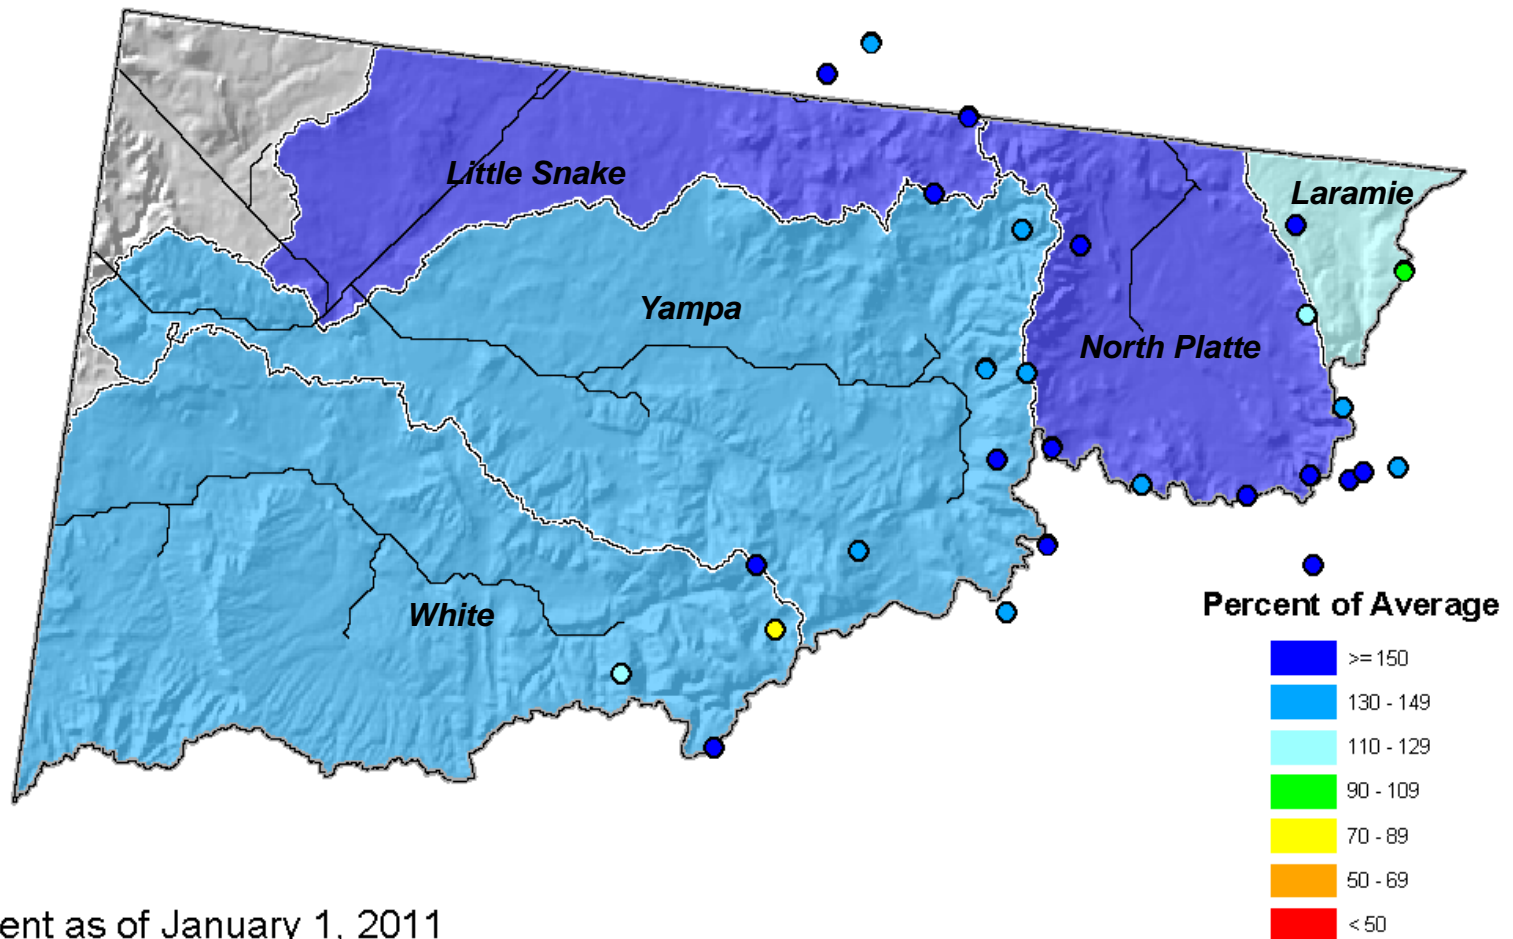 Little Snake
Laramie
Yampa
North Platte
White
Percent of Average
>= 150
130 - 149
110 - 129
90 - 109
70 - 89
50 - 69
< 50
ent as of January 1, 2011